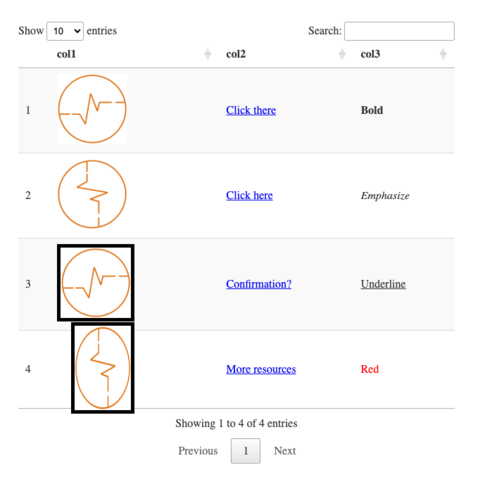 Show 10 entries Search:
col1 col2 col3
1 Click there Bold
2 Click here Emphasize
3 Confirmation? Underline
4 More resources Red
Showing 1 to 4 of 4 entries
Previous 1 Next